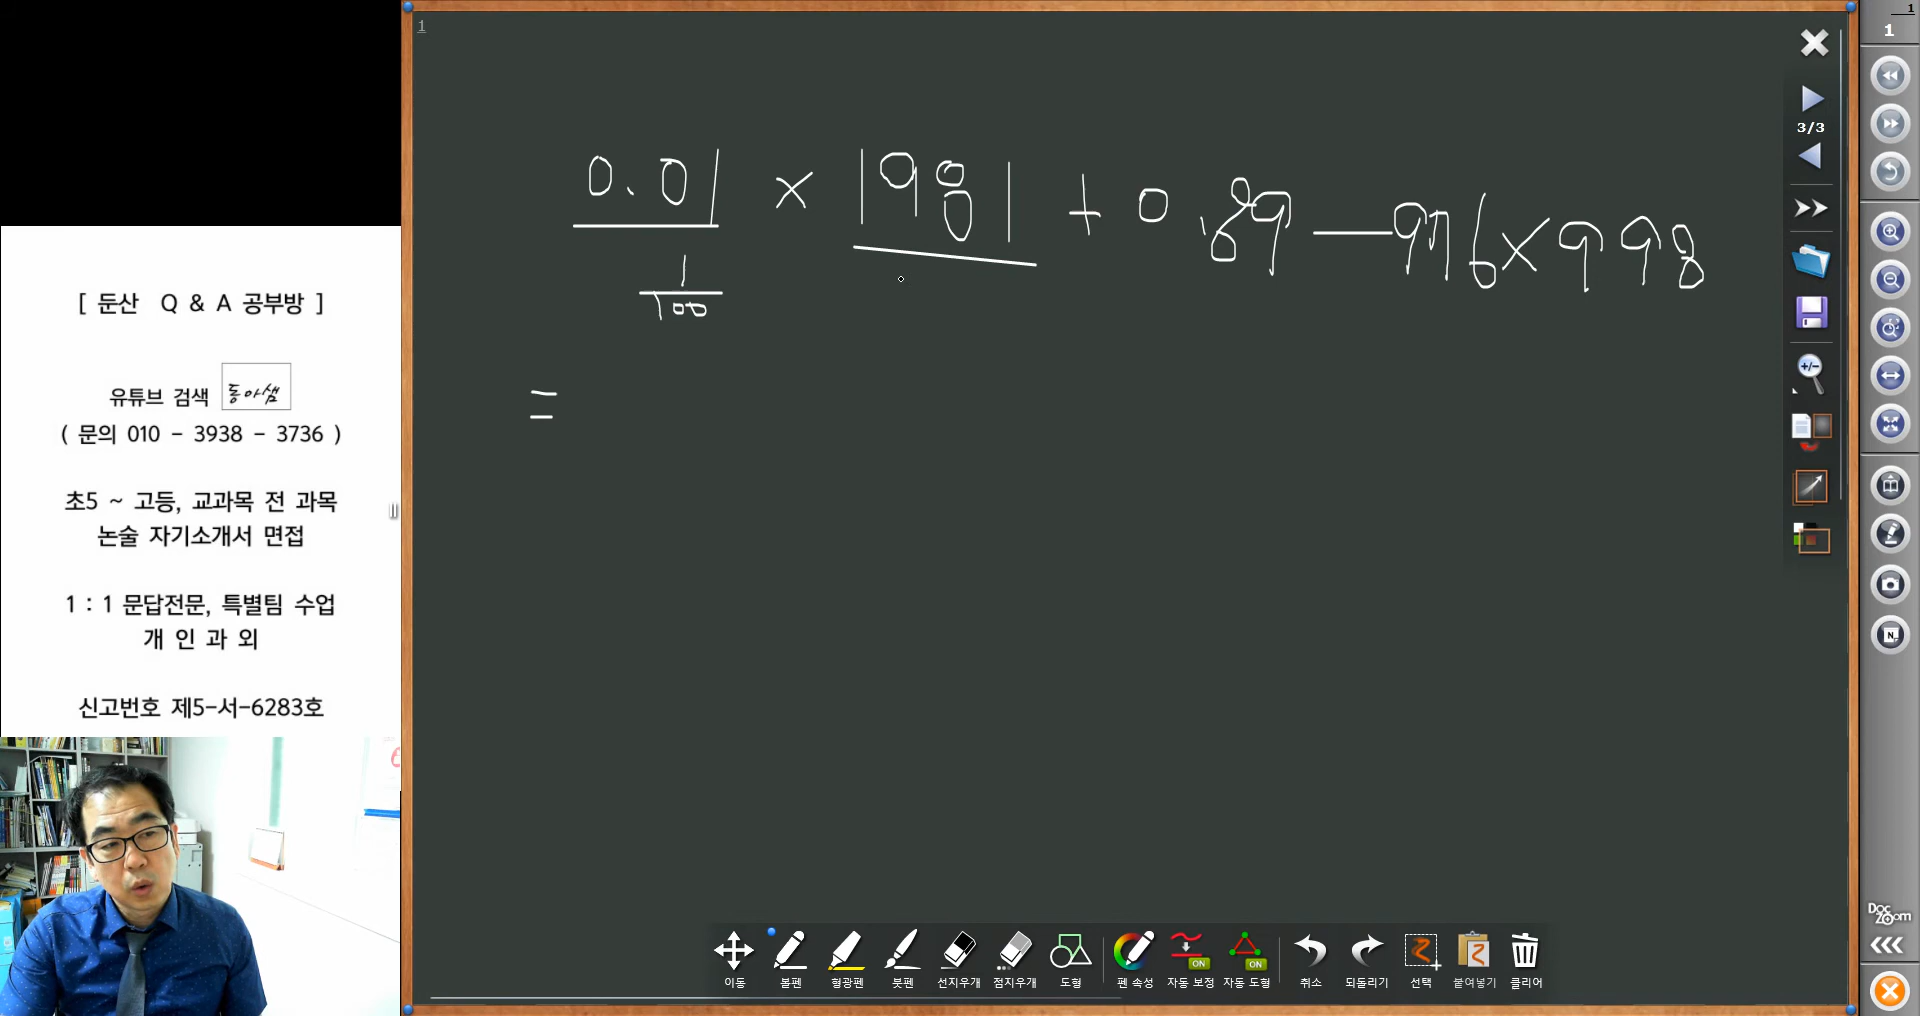 1
1
1
[ 둔산 Q & A 공부방 ]
유튜브 검색 동아샘
( 문의 010 - 3938 - 3736 )
초5 ~ 고등, 교과목 전 과목
논술 자기소개서 면접
1 : 1 문답전문, 특별팀 수업
개 인 과 외
신고번호 제5-서-6283호
0.01 × 1981 + 0.89 — 976×998
1
100
=
3/3
+/-
N
Doc
Zoom
ON ON
이동 볼펜 형광펜 붓펜 선지우개 점지우개 도형 펜 속성 자동 보정 자동 도형 취소 되돌리기 선택 붙여넣기 클리어